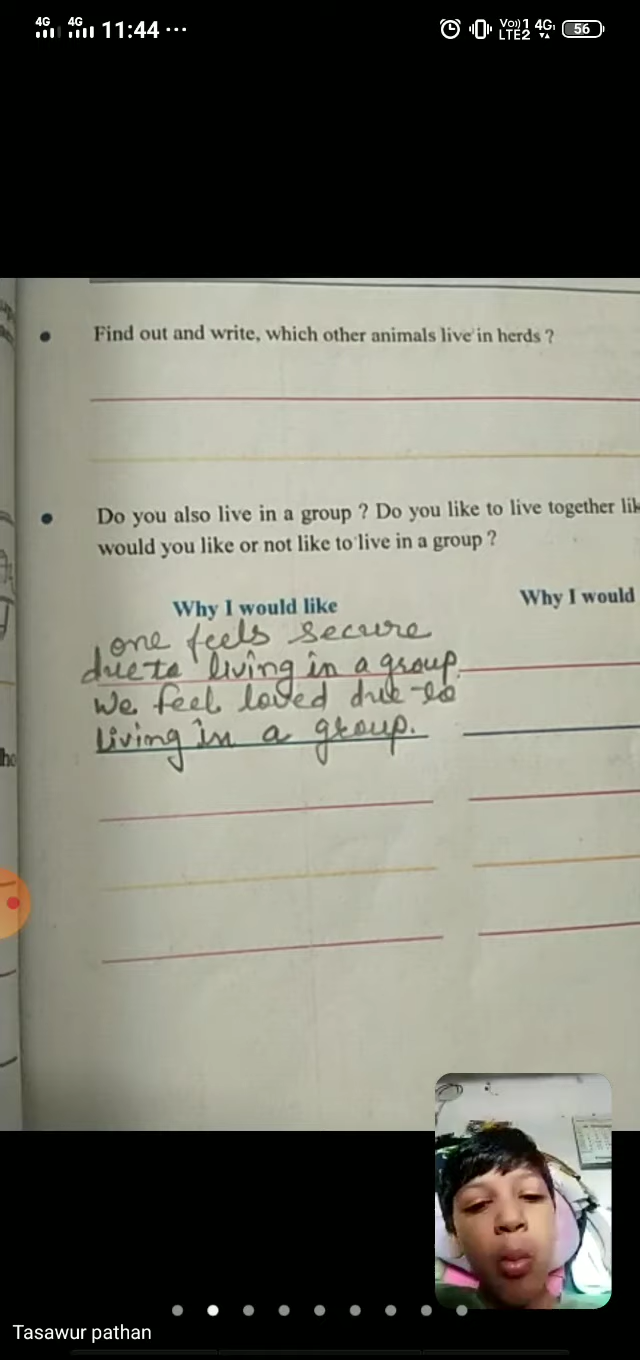 4G 4G 11:44 ... Vo))1 LTE2 4G 56
Find out and write, which other animals live in herds ?
Do you also live in a group ? Do you like to live together lik
would you like or not like to live in a group ?
Why I would like
Why I would
one feels secure
due to living in a group.
We feel loved due to
living in a group.
ho
Tasawur pathan